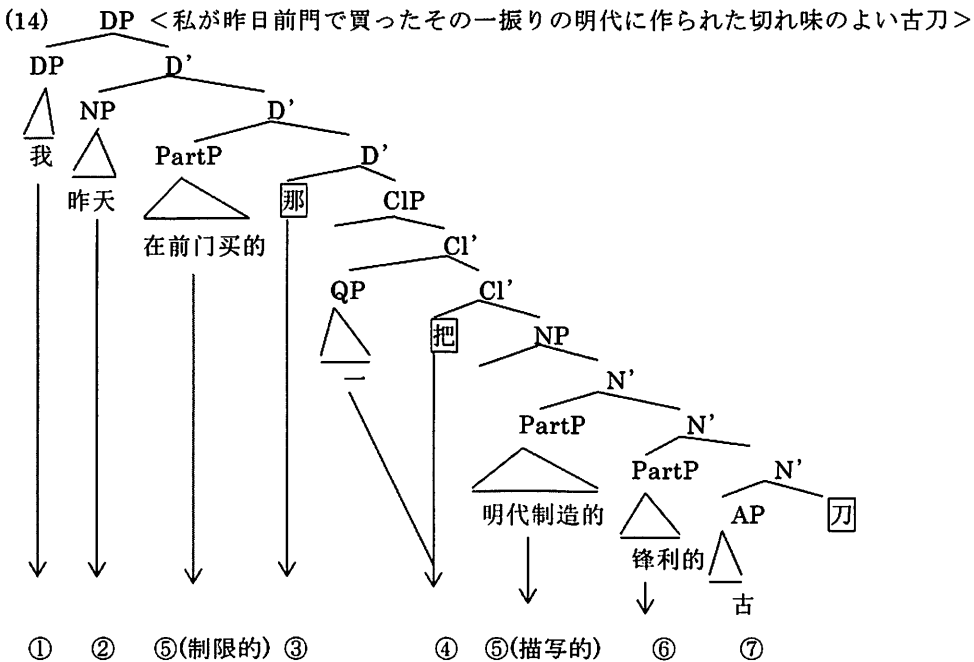 (14) DP <私が昨日前門で買ったその一振りの明代に作られた切れ味のよい古刀>
DP D'
NP D'
我 PartP D'
昨天 那 ClP
在前门买的 Cl'
QP Cl'
把 NP
一 N'
PartP N'
PartP N'
明代制造的 AP 刀
锋利的
古
① ② ⑤(制限的) ③ ④ ⑤(描写的) ⑥ ⑦